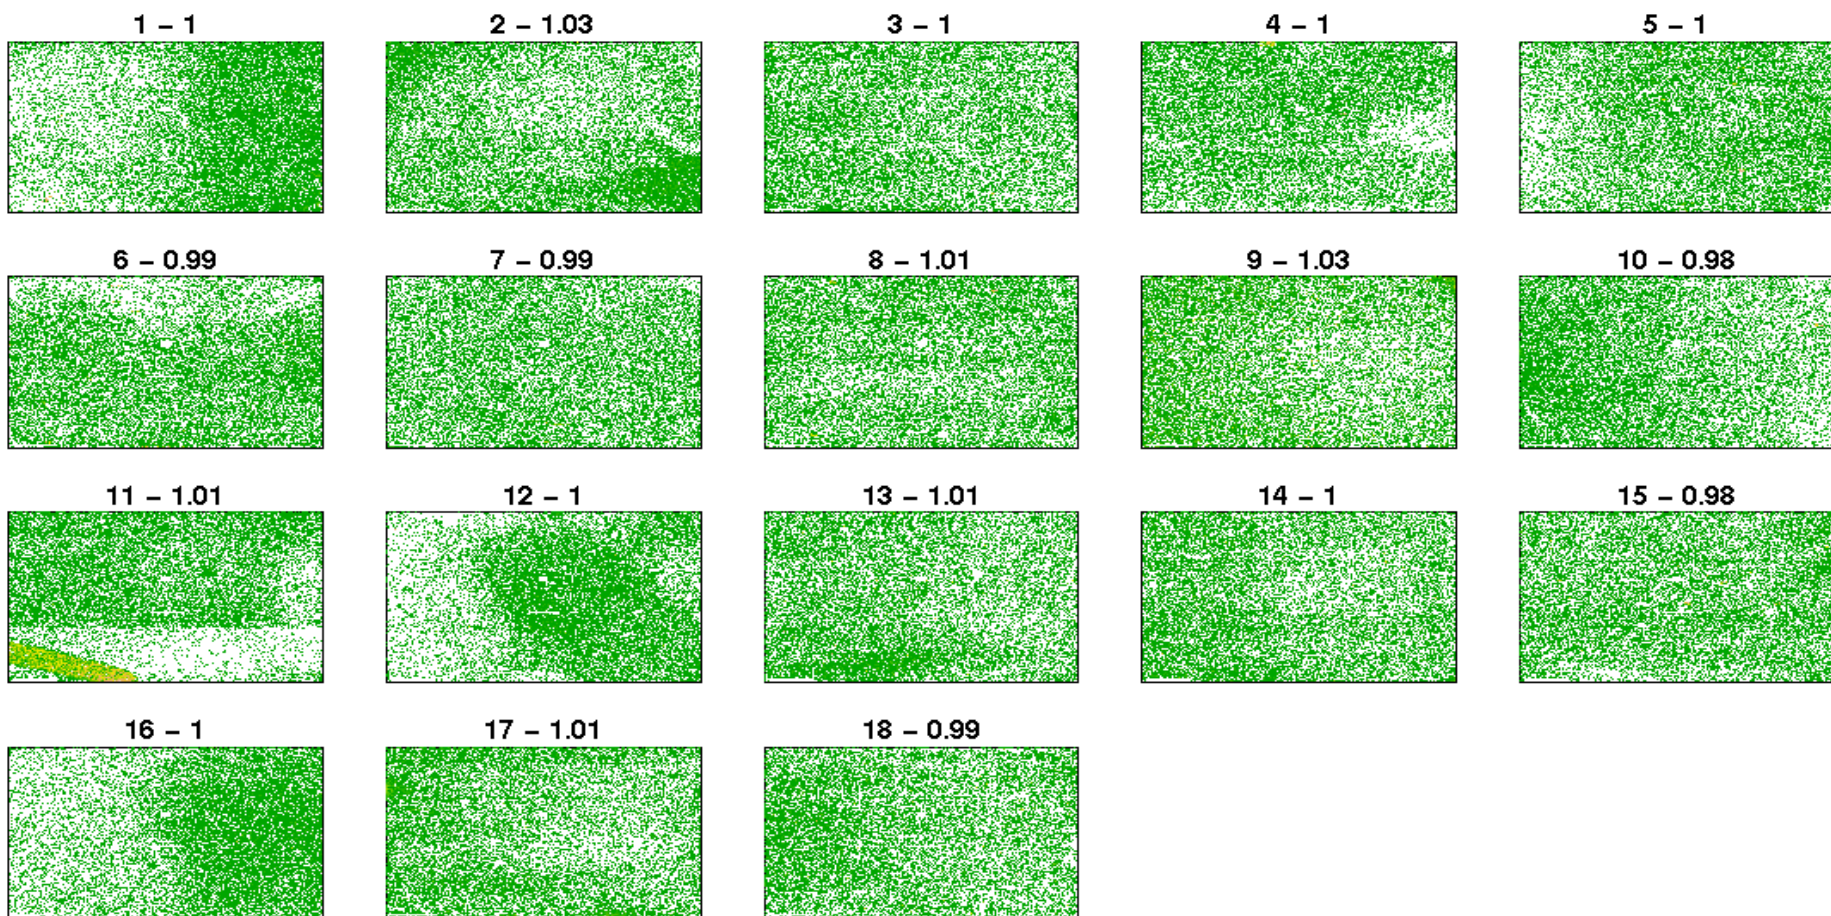 1 – 1
2 – 1.03
3 – 1
4 – 1
5 – 1
6 – 0.99
7 – 0.99
8 – 1.01
9 – 1.03
10 – 0.98
11 – 1.01
12 – 1
13 – 1.01
14 – 1
15 – 0.98
16 – 1
17 – 1.01
18 – 0.99